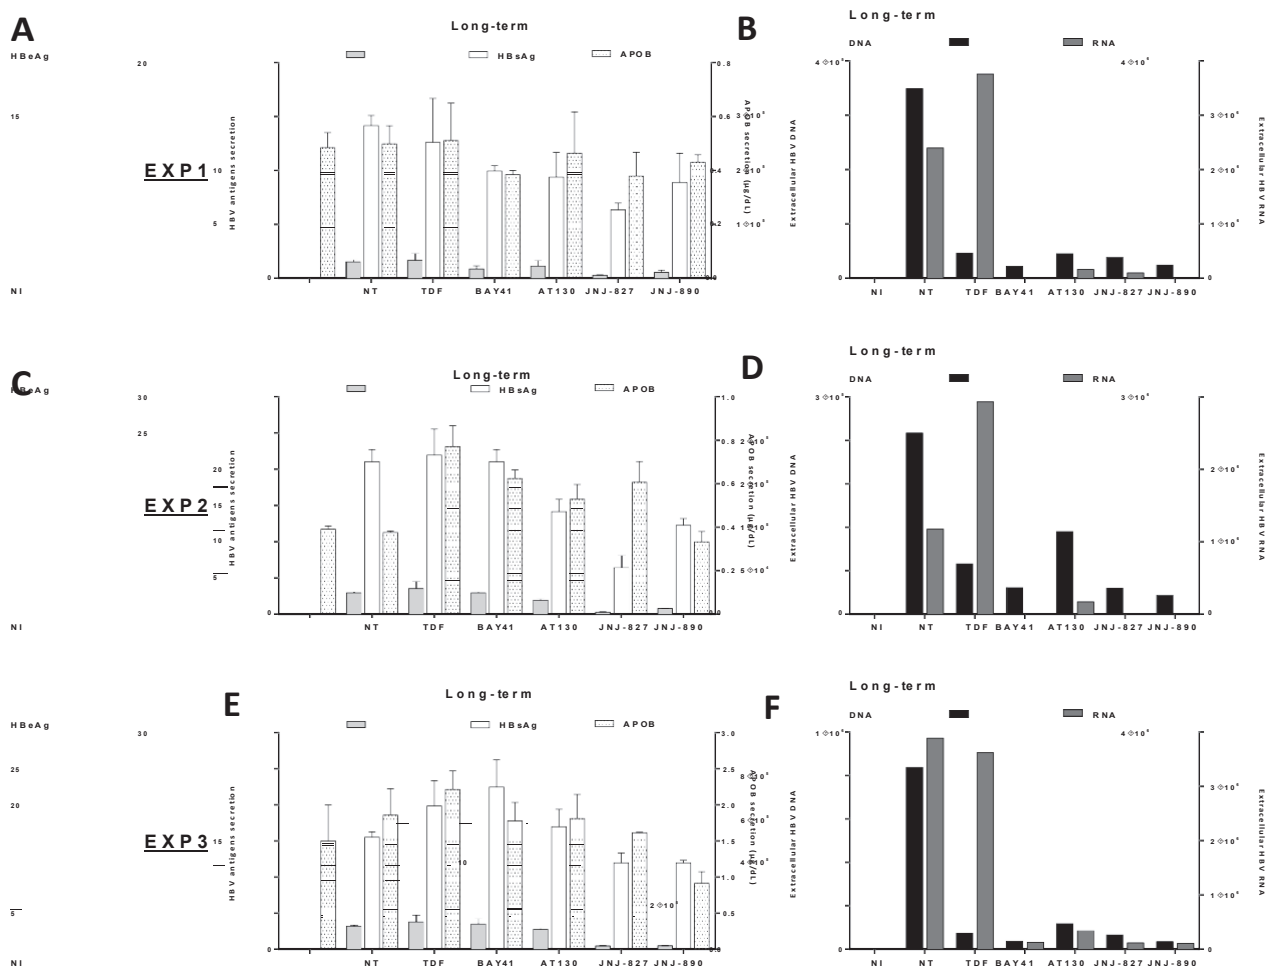 A
Long-term
HBeAg
HBsAg
APOB
20
15
10
5
0
EXP1
HBV antigens secretion
0.8
0.6
0.4
0.2
APOB secretion (µg/dL)
NI
NT
TDF
BAY41
AT130
JNJ-827
JNJ-890
B
Long-term
DNA
RNA
Extracellular HBV DNA
Extracellular HBV RNA
0
0
NI
NT
TDF
BAY41
AT130
JNJ-827
JNJ-890
C
Long-term
HBeAg
HBsAg
APOB
30
25
20
15
10
5
0
EXP2
HBV antigens secretion
1.0
0.8
0.6
0.4
0.2
APOB secretion (µg/dL)
NI
NT
TDF
BAY41
AT130
JNJ-827
JNJ-890
D
Long-term
DNA
RNA
Extracellular HBV DNA
Extracellular HBV RNA
0
0
NI
NT
TDF
BAY41
AT130
JNJ-827
JNJ-890
E
Long-term
HBeAg
HBsAg
APOB
30
25
20
15
10
5
0
EXP3
HBV antigens secretion
3.0
2.5
2.0
1.5
1.0
0.5
APOB secretion (µg/dL)
NI
NT
TDF
BAY41
AT130
JNJ-827
JNJ-890
F
Long-term
DNA
RNA
Extracellular HBV DNA
Extracellular HBV RNA
0
0
NI
NT
TDF
BAY41
AT130
JNJ-827
JNJ-890